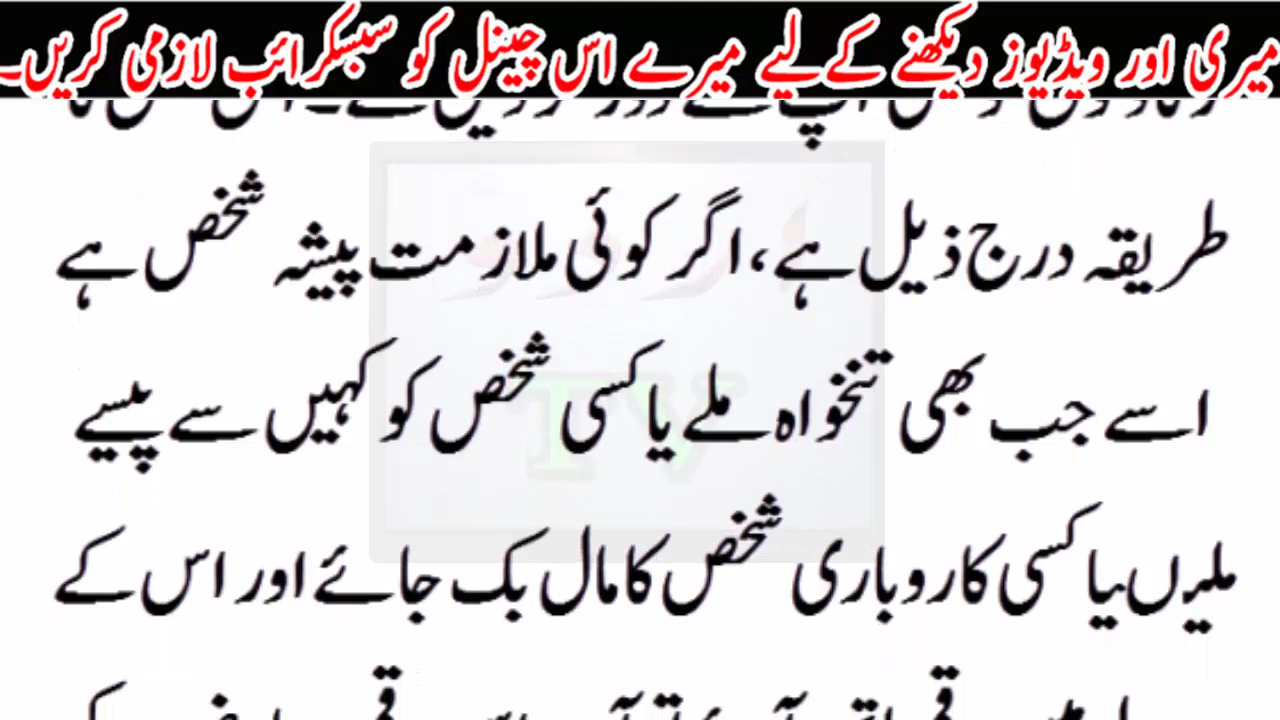 میری اور ویڈیوز دیکھنے کے لیے میرے اس چینل کو سبسکرائب لازمی کریں۔
طریقہ درج ذیل ہے، اگر کوئی ملازمت پیشہ شخص ہے
اسے جب بھی تنخواہ ملے یا کسی شخص کو کہیں سے پیسے
ملیں یا کسی کاروباری شخص کا مال بک جائے اور اس کے
TV